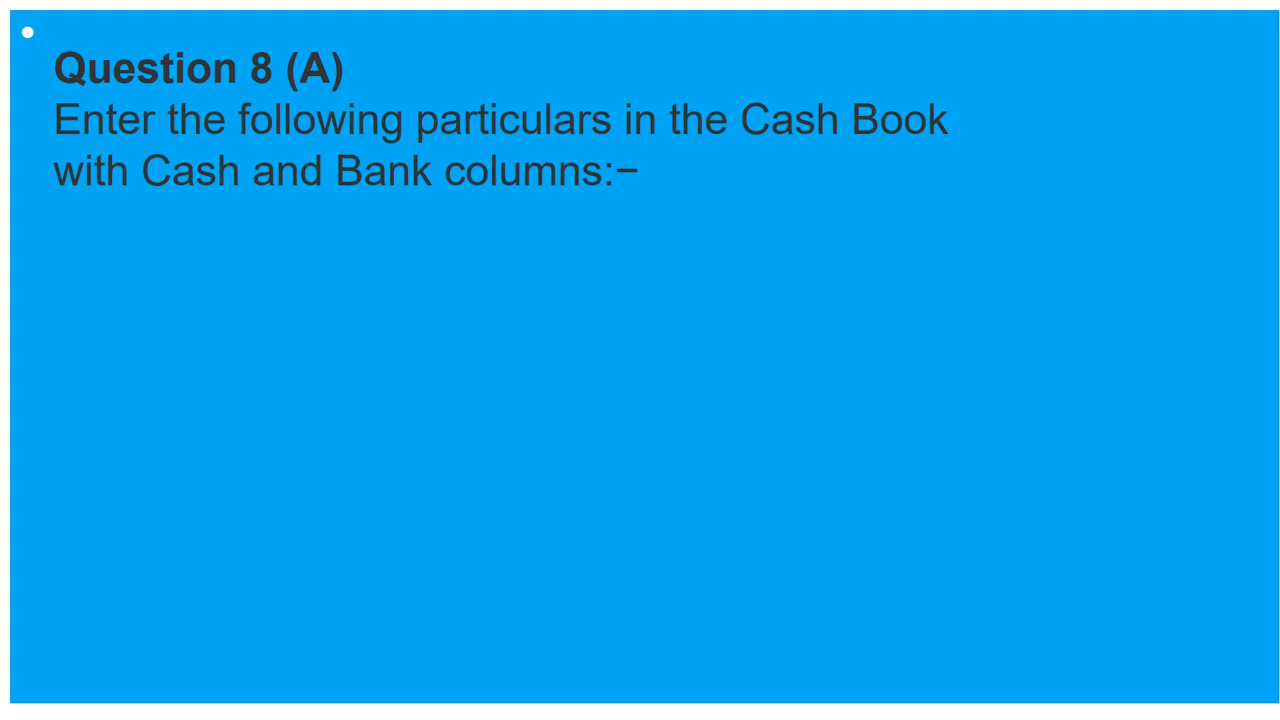 Question 8 (A)
Enter the following particulars in the Cash Book
with Cash and Bank columns:−